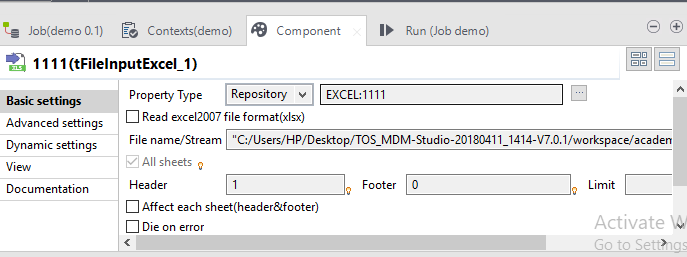 Job(demo 0.1) Contexts(demo) Component Run (Job demo)
XLS 1111(tFileInputExcel_1)
Basic settings
Advanced settings
Dynamic settings
View
Documentation
Property Type Repository EXCEL:1111 ...
Read excel2007 file format(xlsx)
File name/Stream "C:/Users/HP/Desktop/TOS_MDM-Studio-20180411_1414-V7.0.1/workspace/academ
All sheets
Header 1 Footer 0 Limit
Affect each sheet(header&footer)
Die on error
Activate W
Go to Settings